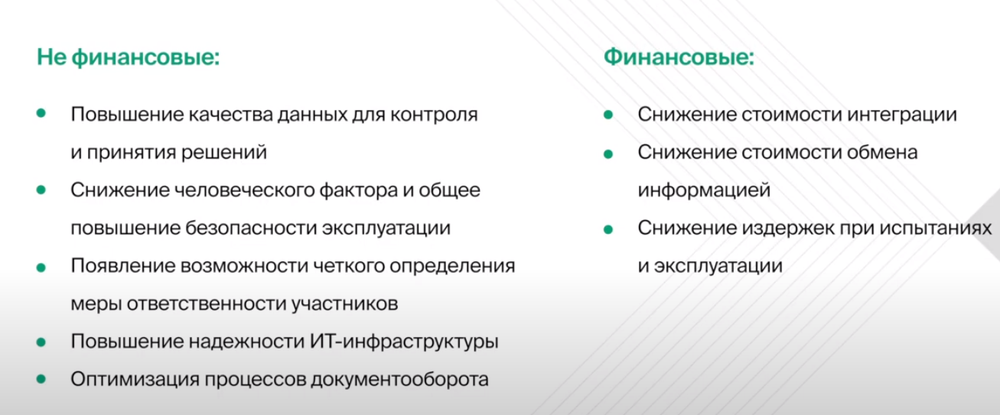 Не финансовые:
Повышение качества данных для контроля
и принятия решений
Снижение человеческого фактора и общее
повышение безопасности эксплуатации
Появление возможности четкого определения
меры ответственности участников
Повышение надежности ИТ-инфраструктуры
Оптимизация процессов документооборота
Финансовые:
Снижение стоимости интеграции
Снижение стоимости обмена
информацией
Снижение издержек при испытаниях
и эксплуатации